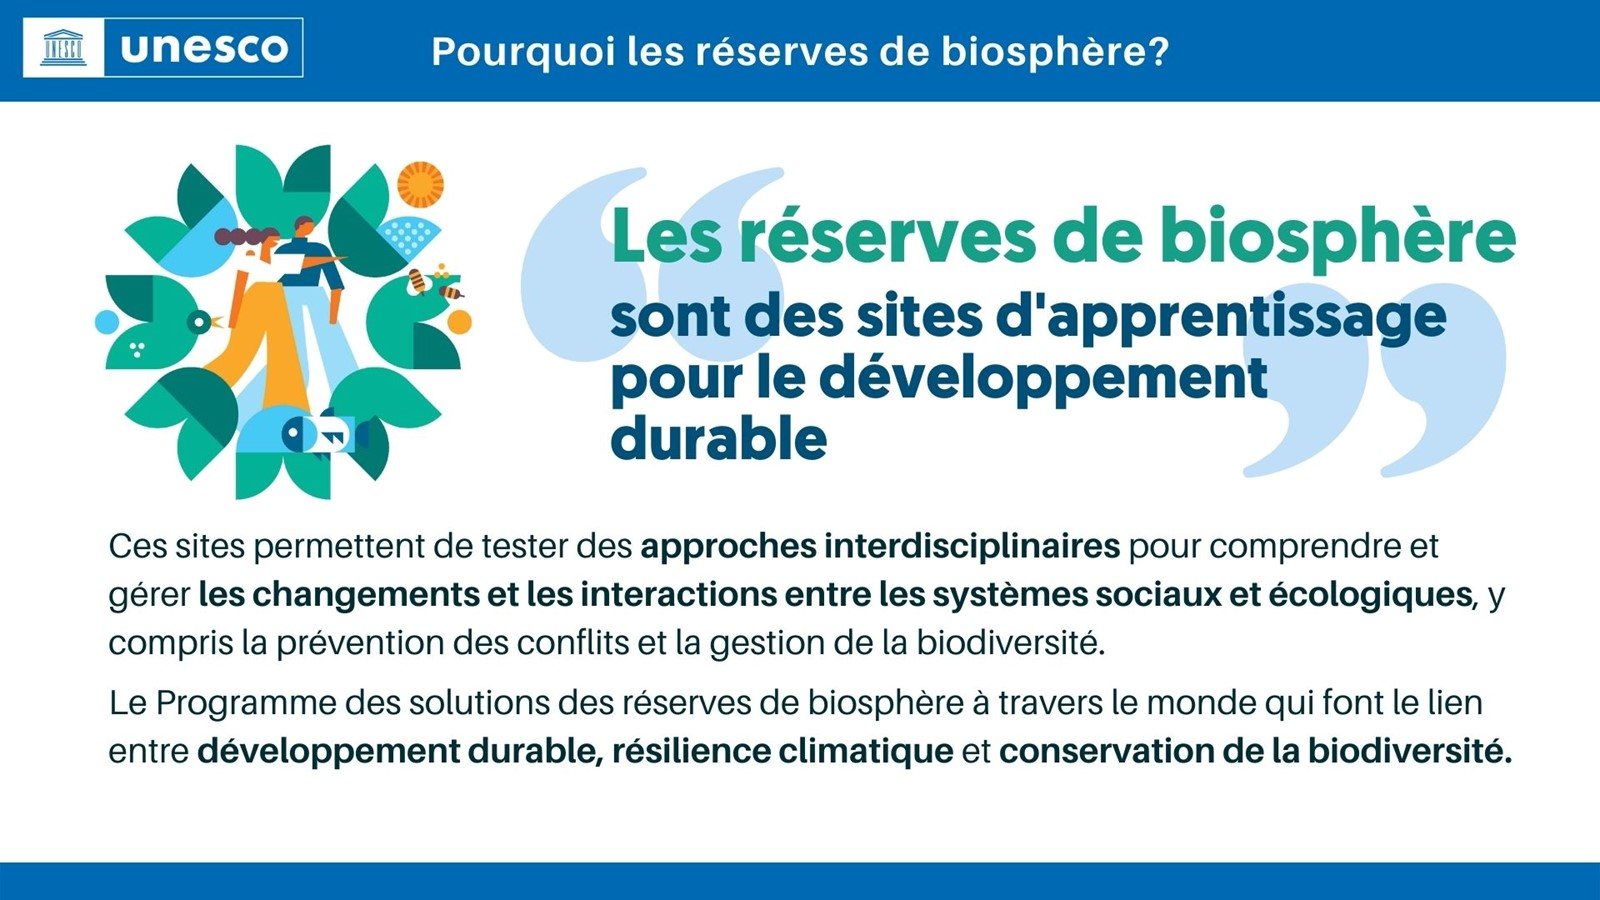 UNESCO
unesco
Pourquoi les réserves de biosphère?
Les réserves de biosphère
sont des sites d'apprentissage
pour le développement
durable
Ces sites permettent de tester des approches interdisciplinaires pour comprendre et
gérer les changements et les interactions entre les systèmes sociaux et écologiques, y
compris la prévention des conflits et la gestion de la biodiversité.
Le Programme des solutions des réserves de biosphère à travers le monde qui font le lien
entre développement durable, résilience climatique et conservation de la biodiversité.